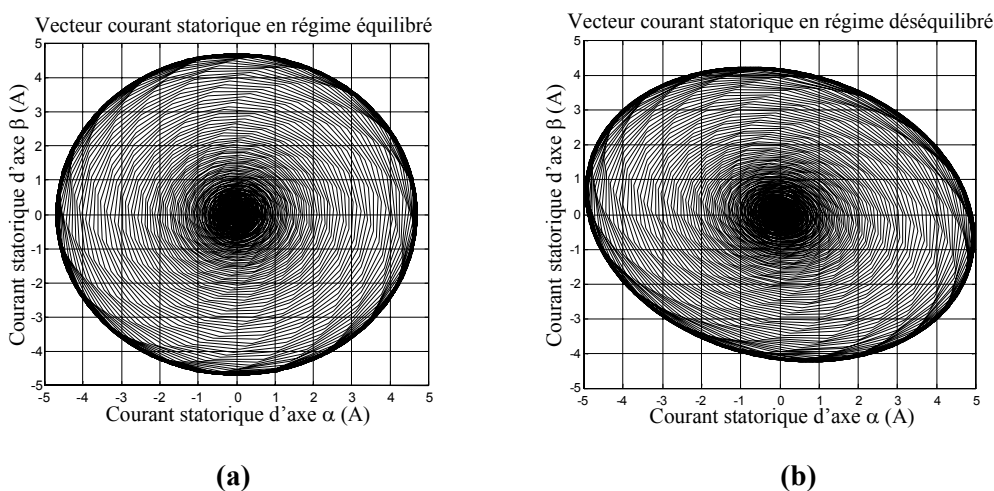 Vecteur courant statorique en régime équilibré
Courant statorique d'axe β (A)
5
4
3
2
1
0
-1
-2
-3
-4
-5
-5 -4 -3 -2 -1 0 1 2 3 4 5
Courant statorique d'axe α (A)
(a)
Vecteur courant statorique en régime déséquilibré
Courant statorique d'axe β (A)
5
4
3
2
1
0
-1
-2
-3
-4
-5
-5 -4 -3 -2 -1 0 1 2 3 4 5
Courant statorique d'axe α (A)
(b)